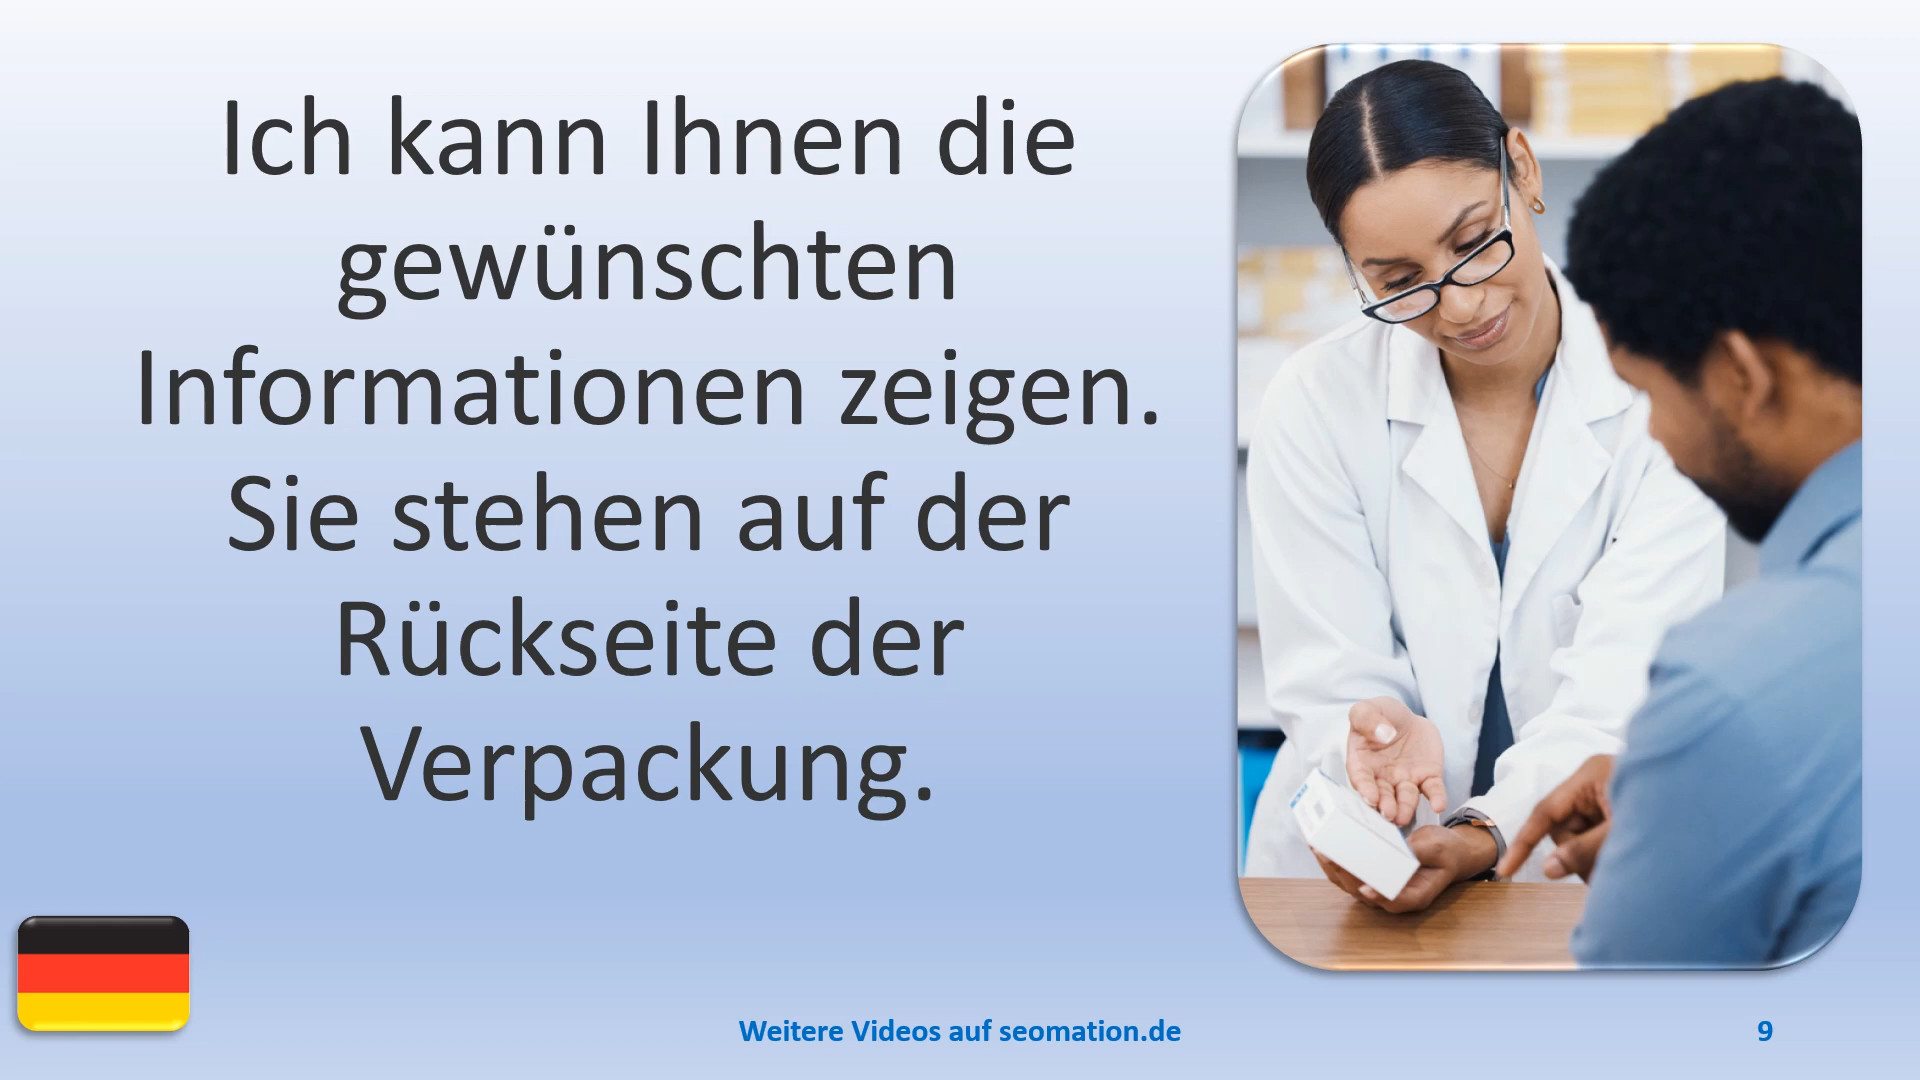 Ich kann Ihnen die
gewünschten
Informationen zeigen.
Sie stehen auf der
Rückseite der
Verpackung.
Weitere Videos auf seomation.de
9